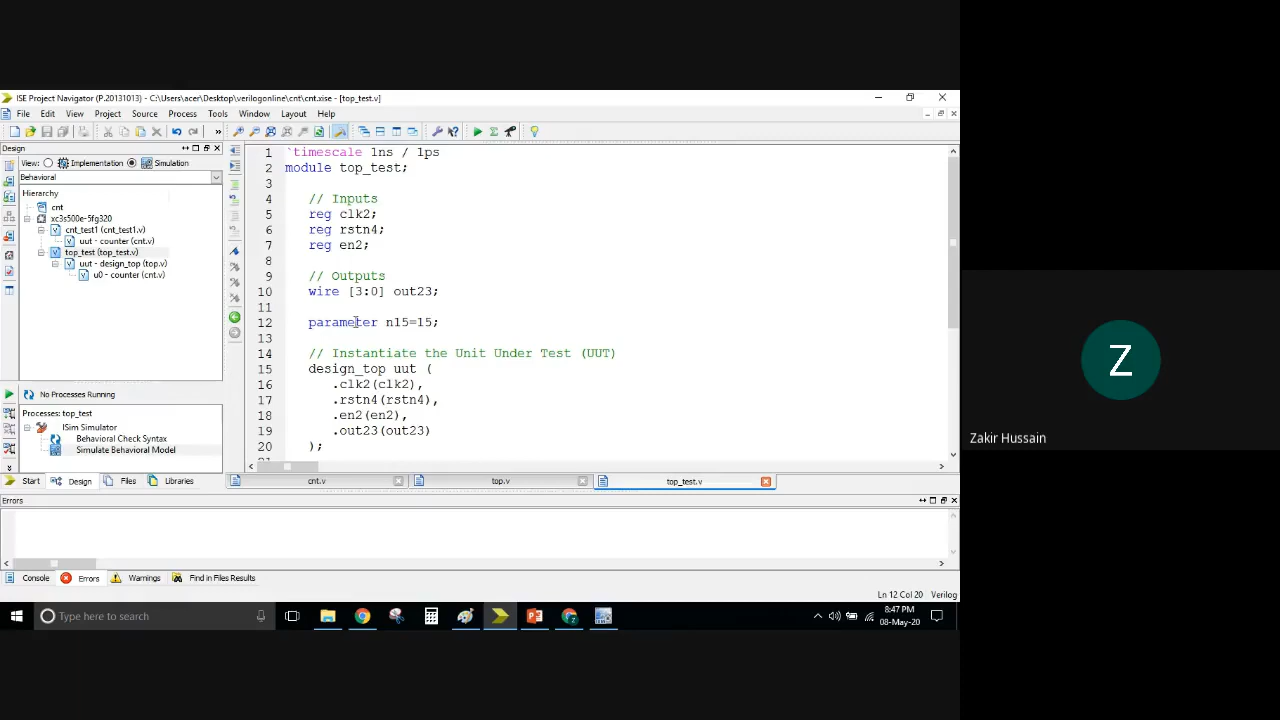 ISE Project Navigator (P.20131013) - C:\Users\acer\Desktop\verilogonline\cnt\cnt.xise - [top_test.v]
File Edit View Project Source Process Tools Window Layout Help
Design
View: Implementation Simulation
Behavioral
Hierarchy
cnt
xc3s500e-5fg320
cnt_test1 (cnt_test1.v)
uut - counter (cnt.v)
top_test (top_test.v)
uut - design_top (top.v)
u0 - counter (cnt.v)
No Processes Running
Processes: top_test
ISim Simulator
Behavioral Check Syntax
Simulate Behavioral Model
Start Design Files Libraries
1 `timescale 1ns / 1ps
2 module top_test;
3
4 // Inputs
5 reg clk2;
6 reg rstn4;
7 reg en2;
8
9 // Outputs
10 wire [3:0] out23;
11
12 parameter n15=15;
13
14 // Instantiate the Unit Under Test (UUT)
15 design_top uut (
16 .clk2(clk2),
17 .rstn4(rstn4),
18 .en2(en2),
19 .out23(out23)
20 );
cnt.v top.v top_test.v
Errors
Console Errors Warnings Find in Files Results
Ln 12 Col 20 Verilog
Type here to search
8:47 PM
08-May-20
Z
Zakir Hussain